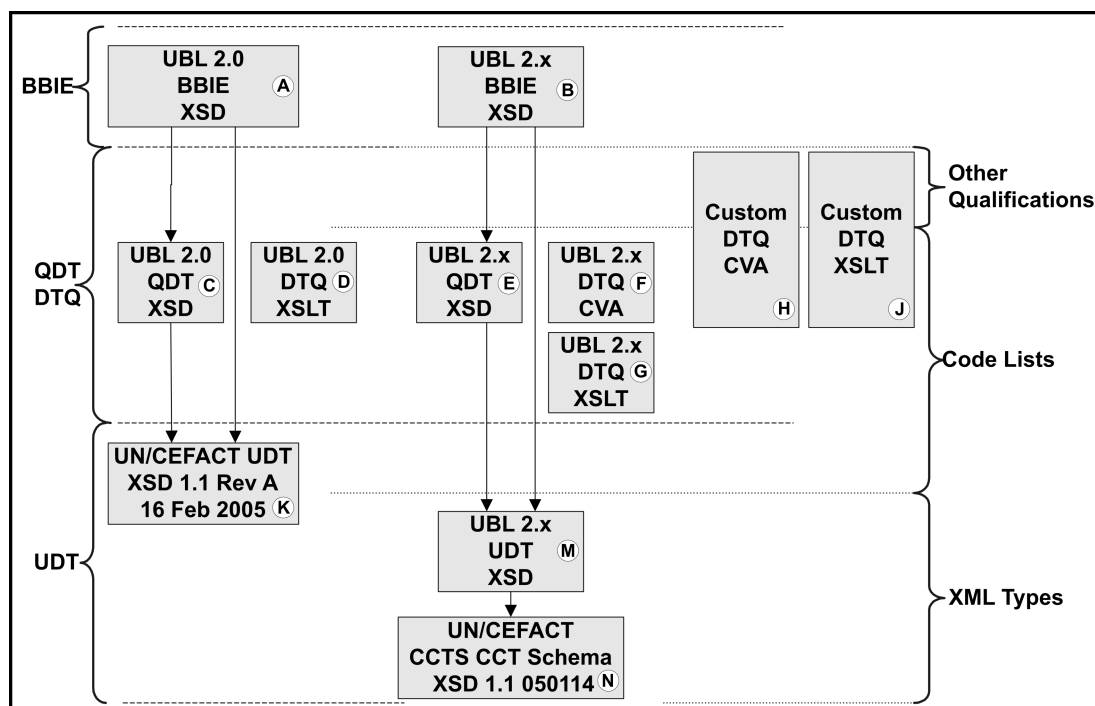 BBIE
UBL 2.0
BBIE
XSD
A
UBL 2.x
BBIE
XSD
B
QDT
DTQ
UBL 2.0
QDT
XSD
C
UBL 2.0
DTQ
XSLT
D
UBL 2.x
QDT
XSD
E
UBL 2.x
DTQ
CVA
F
UBL 2.x
DTQ
XSLT
G
Custom
DTQ
CVA
H
Custom
DTQ
XSLT
J
Other
Qualifications
Code Lists
UDT
UN/CEFACT UDT
XSD 1.1 Rev A
16 Feb 2005
K
UBL 2.x
UDT
XSD
M
UN/CEFACT
CCTS CCT Schema
XSD 1.1 050114
N
XML Types